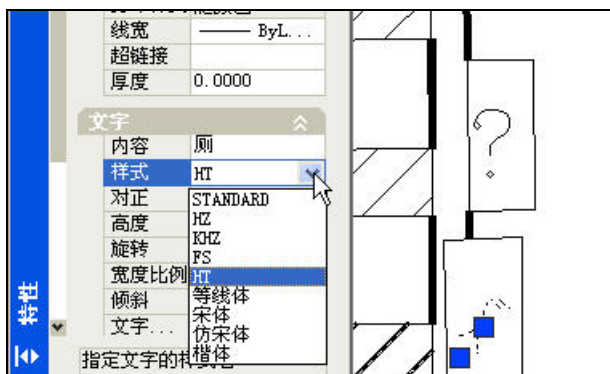 线宽 ByL...
超链接
厚度 0.0000
文字
内容 厕
样式 HT
对正 STANDARD
高度 HZ
KHZ
旋转 FS
宽度比例 HT
倾斜 等线体
宋体
文字... 仿宋体
指定文字的样 楷体
特性
?